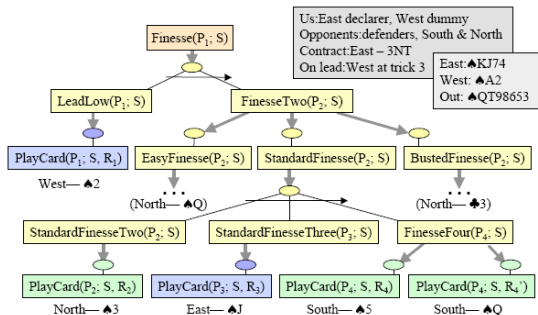 Us:East declarer, West dummy
Opponents:defenders, South & North
Contract:East – 3NT
On lead:West at trick 3
East:♠KJ74
West: ♠A2
Out: ♠QT98653
Finesse(P₁; S)
LeadLow(P₁; S)
FinesseTwo(P₂; S)
PlayCard(P₁; S, R₁)
EasyFinesse(P₂; S)
StandardFinesse(P₂; S)
BustedFinesse(P₂; S)
West— ♠2
...
(North— ♠Q)
...
(North— ♣3)
StandardFinesseTwo(P₂; S)
StandardFinesseThree(P₃; S)
FinesseFour(P₄; S)
PlayCard(P₂; S, R₂)
PlayCard(P₃; S, R₃)
PlayCard(P₄; S, R₄)
PlayCard(P₄; S, R₄')
North— ♠3
East— ♠J
South— ♠5
South— ♠Q